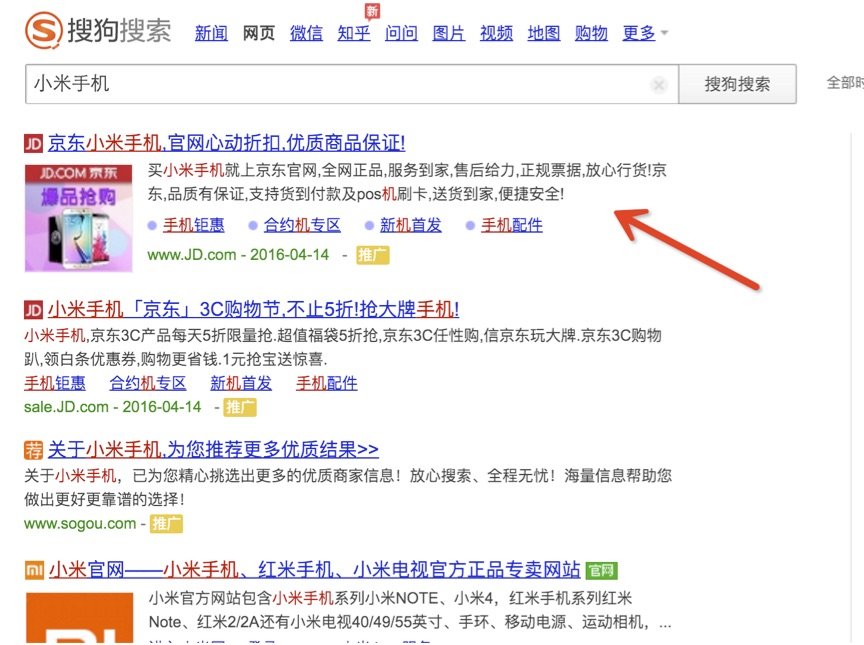 搜狗搜索 新闻 网页 微信 知乎 新 问问 图片 视频 地图 购物 更多
小米手机 搜狗搜索 全部时
JD 京东小米手机,官网心动折扣,优质商品保证!
JD.COM 京东
爆品抢购
买小米手机就上京东官网,全网正品,服务到家,售后给力,正规票据,放心行货!京
东,品质有保证,支持货到付款及pos机刷卡,送货到家,便捷安全!
手机钜惠 合约机专区 新机首发 手机配件
www.JD.com - 2016-04-14 - 推广
JD 小米手机「京东」3C购物节,不止5折!抢大牌手机!
小米手机,京东3C产品每天5折限量抢.超值福袋5折抢,京东3C任性购,信京东玩大牌.京东3C购物
趴,领白条优惠券,购物更省钱.1元抢宝送惊喜.
手机钜惠 合约机专区 新机首发 手机配件
sale.JD.com - 2016-04-14 - 推广
荐 关于小米手机,为您推荐更多优质结果>>
关于小米手机，已为您精心挑选出更多的优质商家信息！放心搜索、全程无忧！海量信息帮助您
做出更好更靠谱的选择！
www.sogou.com - 推广
mi 小米官网——小米手机、红米手机、小米电视官方正品专卖网站 官网
小米官方网站包含小米手机系列小米NOTE、小米4，红米手机系列红米
Note、红米2/2A还有小米电视40/49/55英寸、手环、移动电源、运动相机，...